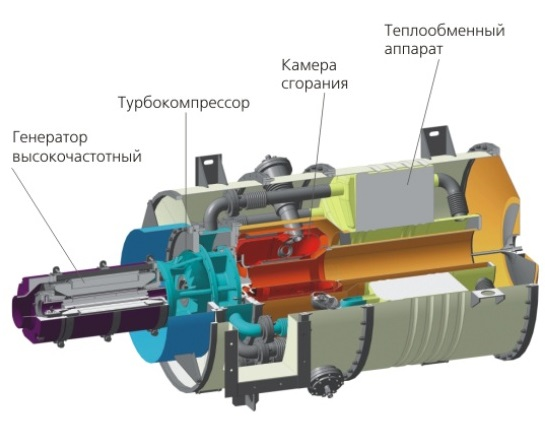 Теплообменный
аппарат
Камера
сгорания
Турбокомпрессор
Генератор
высокочастотный